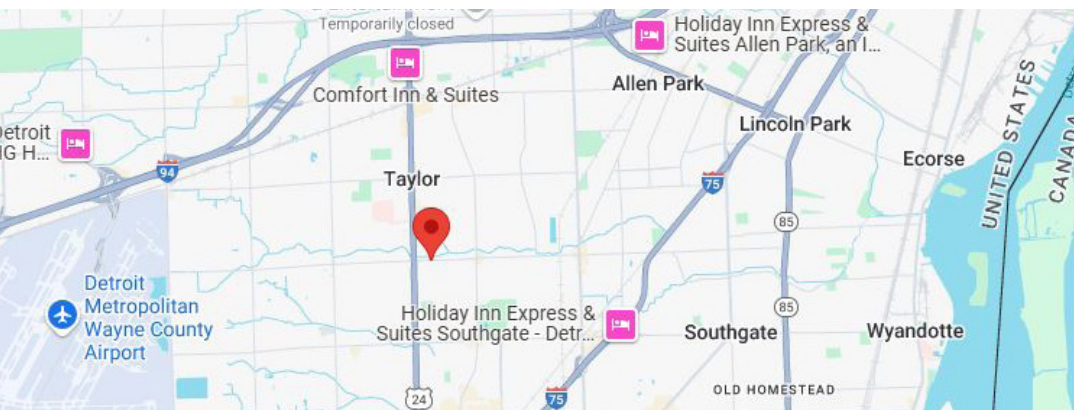 Temporarily closed
Holiday Inn Express &
Suites Allen Park, an I...
Comfort Inn & Suites
Allen Park
Lincoln Park
Detroit
IG H...
94
Taylor
75
Ecorse
UNITED STATES
CANADA
85
Detroit
Metropolitan
Wayne County
Airport
Holiday Inn Express &
Suites Southgate - Detr...
85
Southgate
Wyandotte
24
75
OLD HOMESTEAD